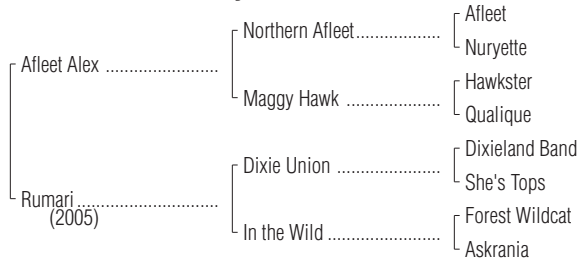 Afleet
Northern Afleet..................
Nuryette
Afleet Alex ........................
Hawkster
Maggy Hawk ....................
Qualique
Dixieland Band
Dixie Union ......................
She's Tops
Rumari..............................
(2005)
Forest Wildcat
In the Wild ........................
Askrania